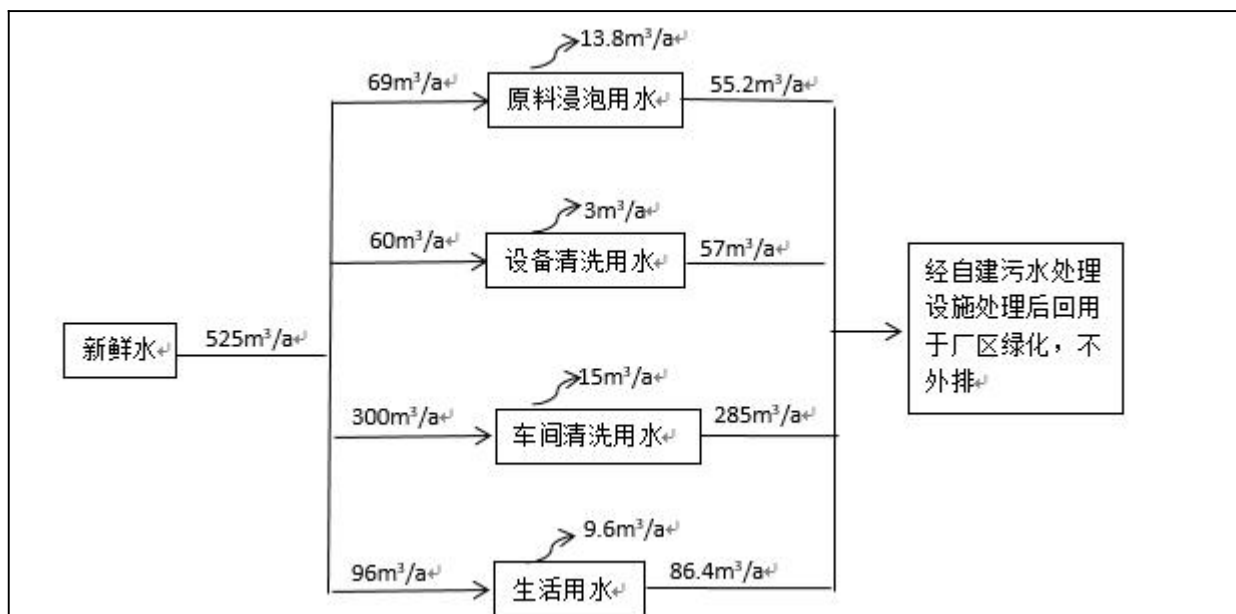 13.8m³/a↵
69m³/a↵
原料浸泡用水↵
55.2m³/a↵
3m³/a↵
60m³/a↵
设备清洗用水↵
57m³/a↵
新鲜水↵
525m³/a↵
经自建污水处理
设施处理后回用
于厂区绿化，不
外排↵
15m³/a↵
300m³/a↵
车间清洗用水↵
285m³/a↵
9.6m³/a↵
96m³/a↵
生活用水↵
86.4m³/a↵